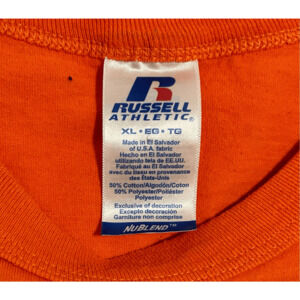 R
RUSSELL
ATHLETIC®
XL • EG • TG
Made in El Salvador
of U.S.A. fabric
Hecho en El Salvador
utilizando tela de EE.UU.
Fabriqué au El Salvador
avec du tissu en provenance
des États-Unis
50% Cotton/Algodón/Coton
50% Polyester/Poliéster
Polyester
Exclusive of decoration
Excepto decoración
Garniture non comprise
NUBLEND™